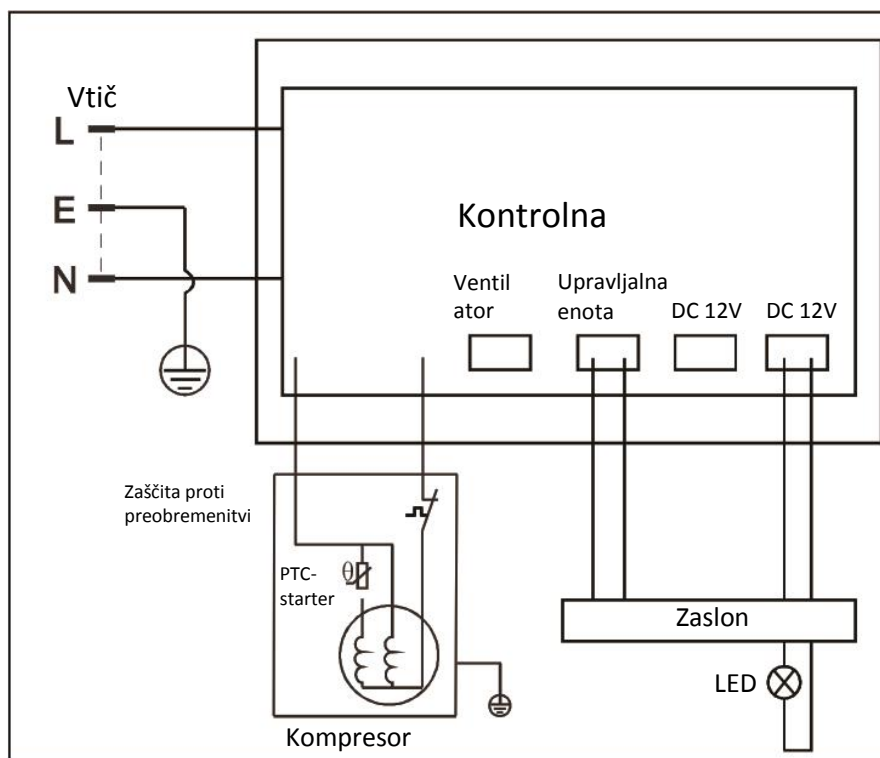 Vtič
L
E
N
Kontrolna
Ventil
ator
Upravljalna
enota
DC 12V
DC 12V
Zaščita proti
preobremenitvi
PTC-
starter
θ
Zaslon
LED
Kompresor